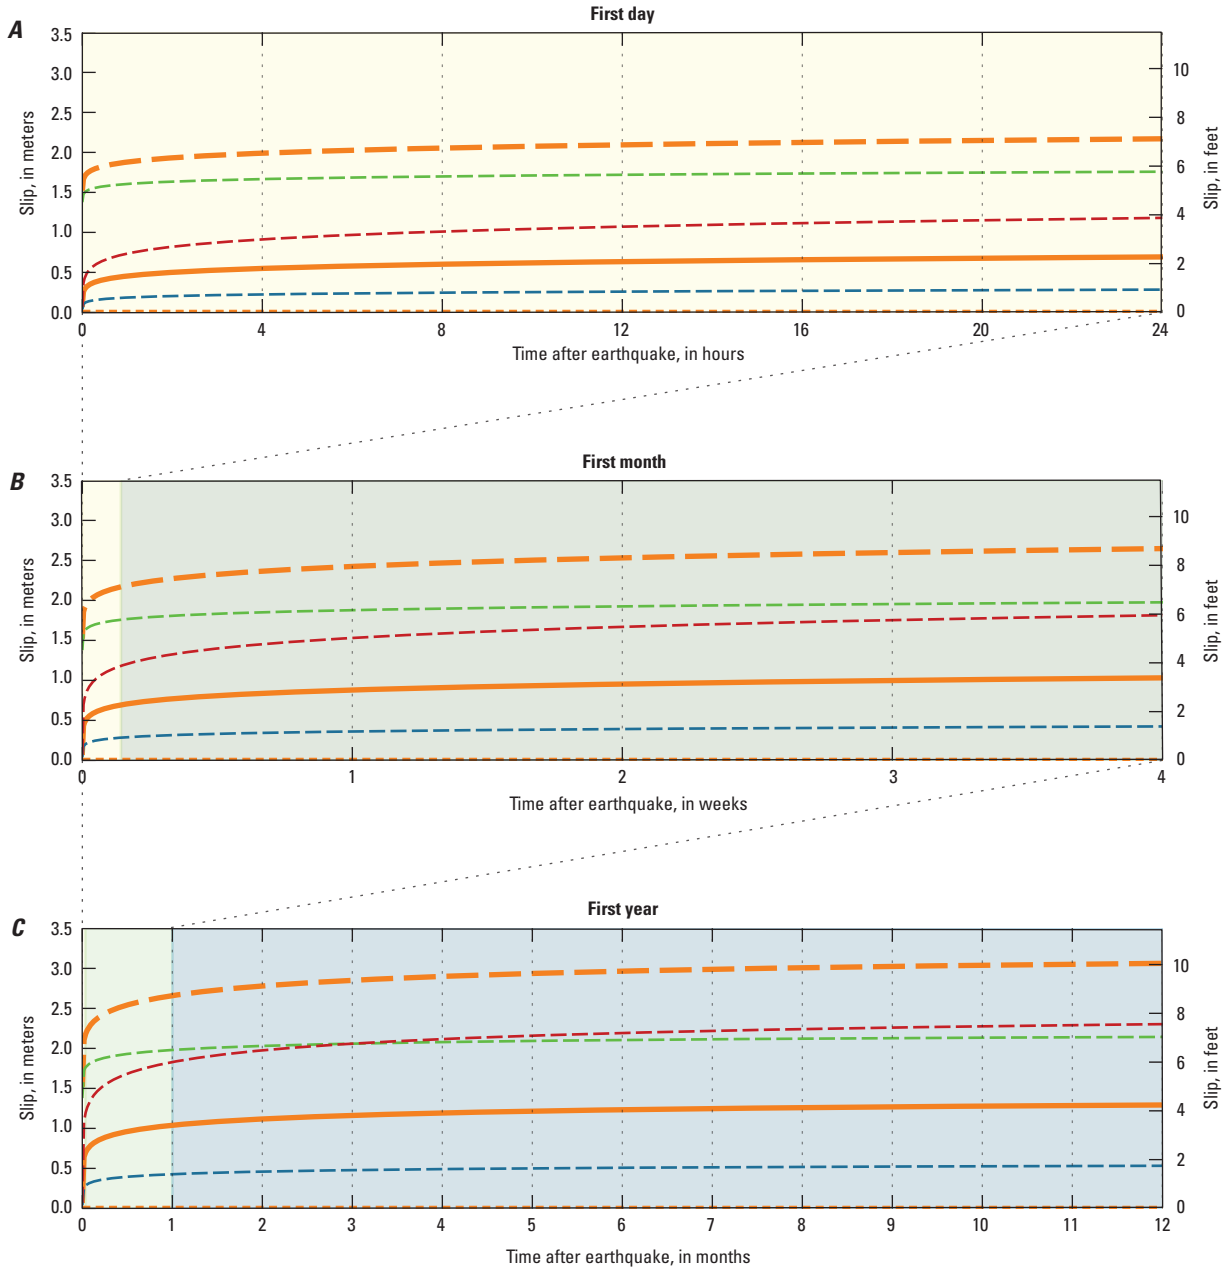 First day
A
3.5
3.0
2.5
2.0
1.5
1.0
0.5
0.0
Slip, in meters
10
8
6
4
2
0
Slip, in feet
0 4 8 12 16 20 24
Time after earthquake, in hours
First month
B
3.5
3.0
2.5
2.0
1.5
1.0
0.5
0.0
Slip, in meters
10
8
6
4
2
0
Slip, in feet
0 1 2 3 4
Time after earthquake, in weeks
First year
C
3.5
3.0
2.5
2.0
1.5
1.0
0.5
0.0
Slip, in meters
10
8
6
4
2
0
Slip, in feet
0 1 2 3 4 5 6 7 8 9 10 11 12
Time after earthquake, in months